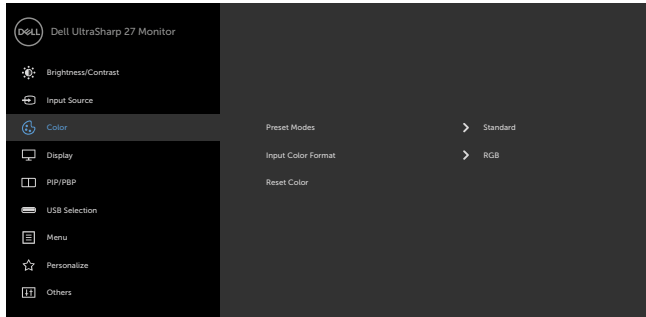 DELL Dell UltraSharp 27 Monitor
Brightness/Contrast
Input Source
Color Preset Modes Standard
Display Input Color Format RGB
PIP/PBP Reset Color
USB Selection
Menu
Personalize
Others